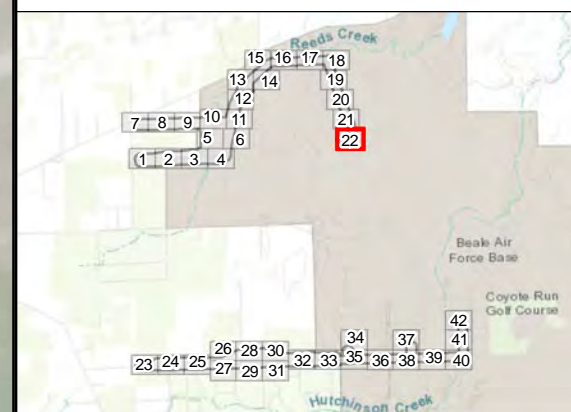 Reeds Creek
15 16 17 18
13 14 19
12 20
7 8 9 10 11 21
5 6 22
1 2 3 4
Beale Air
Force Base
Coyote Run
Golf Course
42
34 37 41
26 28 30
23 24 25 32 33 35 36 38 39 40
27 29 31
Hutchinson Creek